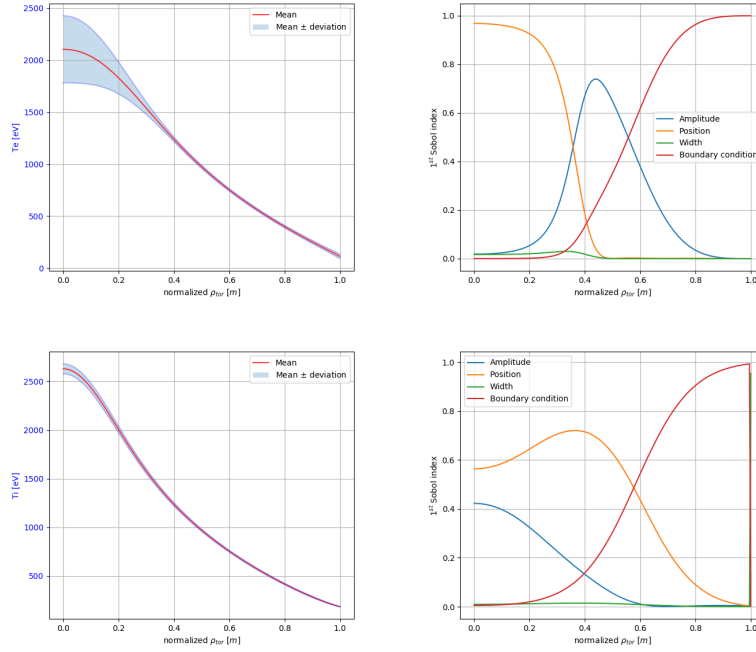 2500
2000
1500
1000
500
0
Te [eV]
Mean
Mean ± deviation
0.0 0.2 0.4 0.6 0.8 1.0
normalized ρtor [m]
1.0
0.8
0.6
0.4
0.2
0.0
1st Sobol index
Amplitude
Position
Width
Boundary condition
0.0 0.2 0.4 0.6 0.8 1.0
normalized ρtor [m]
2500
2000
1500
1000
500
Ti [eV]
Mean
Mean ± deviation
0.0 0.2 0.4 0.6 0.8 1.0
normalized ρtor [m]
1.0
0.8
0.6
0.4
0.2
0.0
1st Sobol index
Amplitude
Position
Width
Boundary condition
0.0 0.2 0.4 0.6 0.8 1.0
normalized ρtor [m]